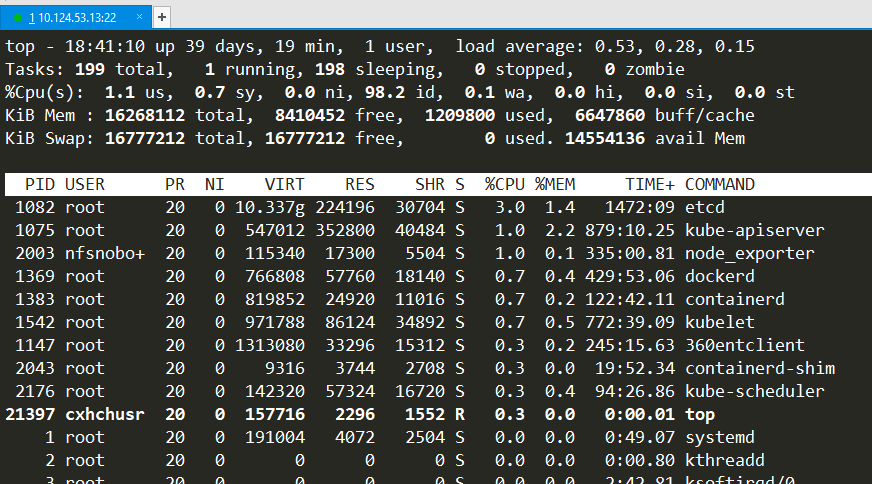 1 10.124.53.13:22 × +
top - 18:41:10 up 39 days, 19 min,  1 user,  load average: 0.53, 0.28, 0.15
Tasks: 199 total,   1 running, 198 sleeping,   0 stopped,   0 zombie
%Cpu(s):  1.1 us,  0.7 sy,  0.0 ni, 98.2 id,  0.1 wa,  0.0 hi,  0.0 si,  0.0 st
KiB Mem : 16268112 total,  8410452 free,  1209800 used,  6647860 buff/cache
KiB Swap: 16777212 total, 16777212 free,        0 used. 14554136 avail Mem
  PID USER      PR  NI    VIRT    RES    SHR S  %CPU %MEM     TIME+ COMMAND
 1082 root      20   0 10.337g 224196  30704 S   3.0  1.4   1472:09 etcd
 1075 root      20   0  547012 352800  40484 S   1.0  2.2 879:10.25 kube-apiserver
 2003 nfsnobo+  20   0  115340  17300   5504 S   1.0  0.1 335:00.81 node_exporter
 1369 root      20   0  766808  57760  18140 S   0.7  0.4 429:53.06 dockerd
 1383 root      20   0  819852  24920  11016 S   0.7  0.2 122:42.11 containerd
 1542 root      20   0  971788  86124  34892 S   0.7  0.5 772:39.09 kubelet
 1147 root      20   0 1313080  33296  15312 S   0.3  0.2 245:15.63 360entclient
 2043 root      20   0    9316   3744   2708 S   0.3  0.0  19:52.34 containerd-shim
 2176 root      20   0  142320  57324  16720 S   0.3  0.4  94:26.86 kube-scheduler
21397 cxhchusr  20   0  157716   2296   1552 R   0.3  0.0   0:00.01 top
    1 root      20   0  191004   4072   2504 S   0.0  0.0   0:49.07 systemd
    2 root      20   0       0      0      0 S   0.0  0.0   0:00.80 kthreadd
    3 root      20   0       0      0      0 S   0.0  0.0   2:42.81 ksoftirqd/0